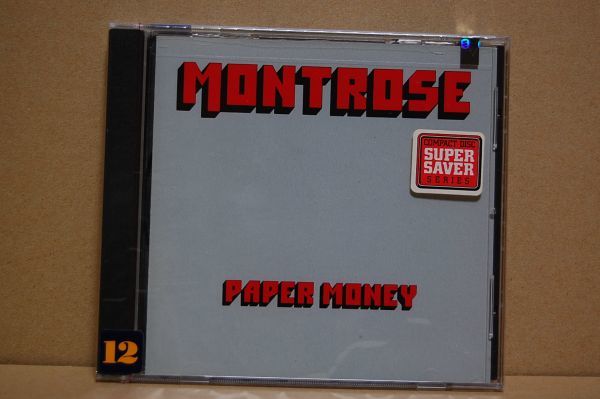 MONTROSE
COMPACT DISC
SUPER
SAVER
SERIES
PAPER MONEY
12